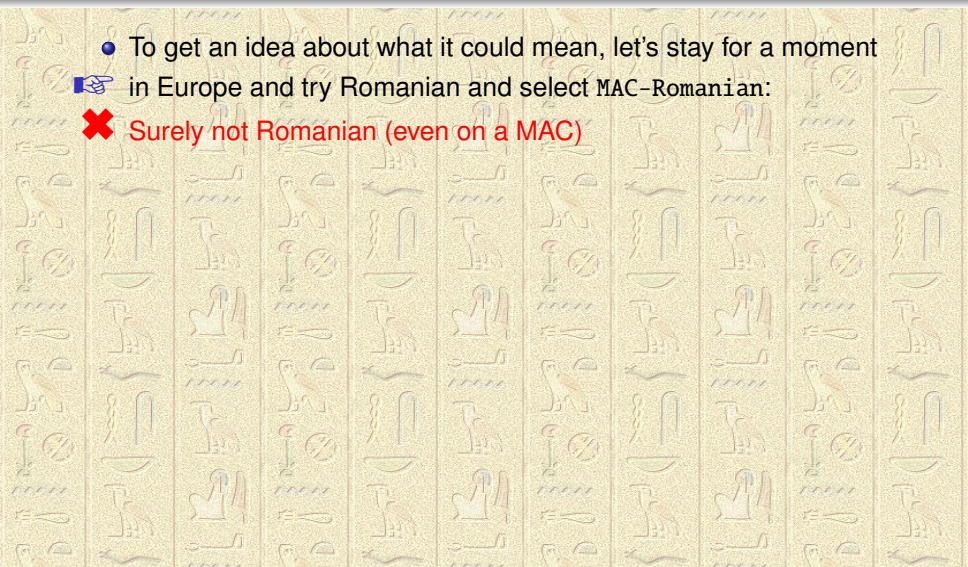 To get an idea about what it could mean, let's stay for a moment
in Europe and try Romanian and select MAC-Romanian:
Surely not Romanian (even on a MAC)